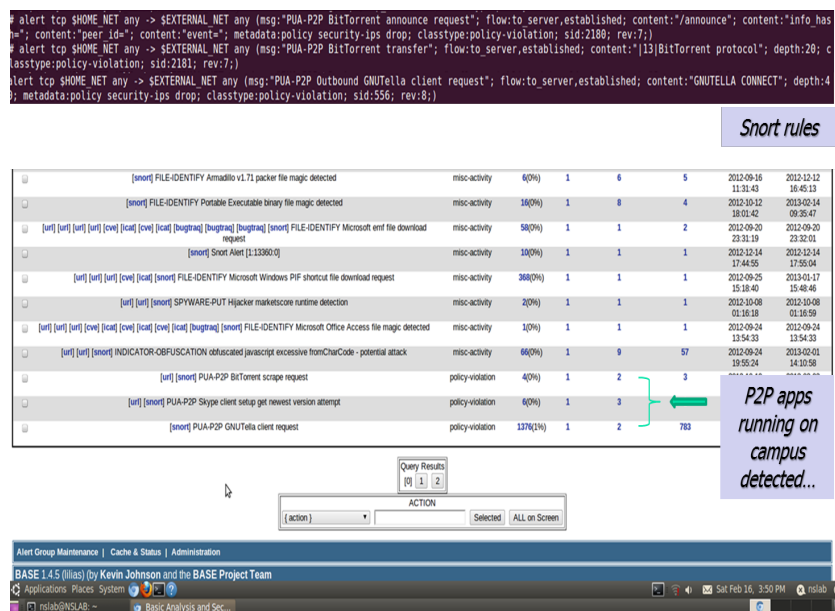 # alert tcp $HOME_NET any -> $EXTERNAL_NET any (msg:"PUA-P2P BitTorrent announce request"; flow:to_server,established; content:"/announce"; content:"info_has
h="; content:"peer_id="; content:"event="; metadata:policy security-ips drop; classtype:policy-violation; sid:2180; rev:7;)
# alert tcp $HOME_NET any -> $EXTERNAL_NET any (msg:"PUA-P2P BitTorrent transfer"; flow:to_server,established; content:"|13|BitTorrent protocol"; depth:20; c
lasstype:policy-violation; sid:2181; rev:7;)
alert tcp $HOME_NET any -> $EXTERNAL_NET any (msg:"PUA-P2P Outbound GNUTella client request"; flow:to_server,established; content:"GNUTELLA CONNECT"; depth:4
; metadata:policy security-ips drop; classtype:policy-violation; sid:556; rev:8;)
Snort rules
[snort] FILE-IDENTIFY Armadillo v1.71 packer file magic detected misc-activity 6(0%) 1 6 5 2012-09-16 2012-12-12
11:31:43 16:45:13
[snort] FILE-IDENTIFY Portable Executable binary file magic detected misc-activity 16(0%) 1 8 4 2012-10-12 2013-02-14
18:01:42 09:35:47
[url] [url] [url] [url] [cve] [icat] [cve] [icat] [bugtraq] [bugtraq] [snort] FILE-IDENTIFY Microsoft emf file download misc-activity 58(0%) 1 1 2 2012-09-20 2012-09-20
request 23:31:19 23:32:01
[snort] Snort Alert [1:13360:0] misc-activity 10(0%) 1 1 1 2012-12-14 2012-12-14
17:44:55 17:55:04
[url] [url] [url] [cve] [icat] [snort] FILE-IDENTIFY Microsoft Windows PIF shortcut file download request misc-activity 368(0%) 1 1 1 2012-09-25 2013-01-17
15:18:40 15:48:46
[url] [url] [snort] SPYWARE-PUT Hijacker marketscore runtime detection misc-activity 2(0%) 1 1 1 2012-10-08 2012-10-08
01:16:18 01:16:59
[url] [url] [url] [cve] [icat] [cve] [icat] [cve] [icat] [bugtraq] [snort] FILE-IDENTIFY Microsoft Office Access file magic detected misc-activity 1(0%) 1 1 1 2012-09-24 2012-09-24
13:54:33 13:54:33
[url] [url] [snort] INDICATOR-OBFUSCATION obfuscated javascript excessive fromCharCode - potential attack misc-activity 66(0%) 1 9 57 2012-09-24 2013-02-01
19:55:24 14:10:58
[url] [snort] PUA-P2P BitTorrent scrape request policy-violation 4(0%) 1 2 3
[url] [snort] PUA-P2P Skype client setup get newest version attempt policy-violation 6(0%) 1 3
[snort] PUA-P2P GNUTella client request policy-violation 1376(1%) 1 2 783
P2P apps
running on
campus
detected...
Query Results
[0] 1 2
ACTION
{ action } Selected ALL on Screen
Alert Group Maintenance | Cache & Status | Administration
BASE 1.4.5 (lilias) (by Kevin Johnson and the BASE Project Team
Applications Places System Sat Feb 16, 3:50 PM nslab
nslab@NSLAB: ~ Basic Analysis and Sec...